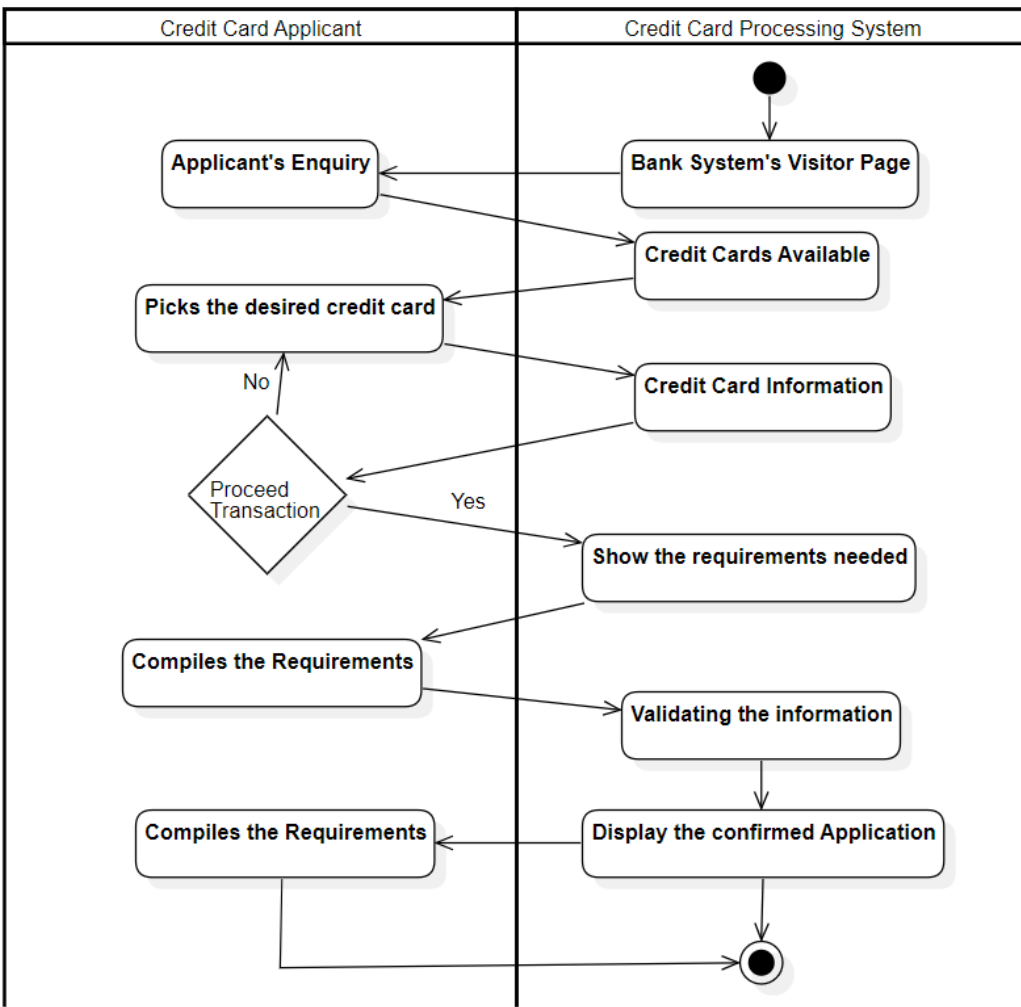 Credit Card Applicant
Credit Card Processing System
Applicant's Enquiry
Bank System's Visitor Page
Credit Cards Available
Picks the desired credit card
Credit Card Information
No
Proceed
Transaction
Yes
Show the requirements needed
Compiles the Requirements
Validating the information
Compiles the Requirements
Display the confirmed Application